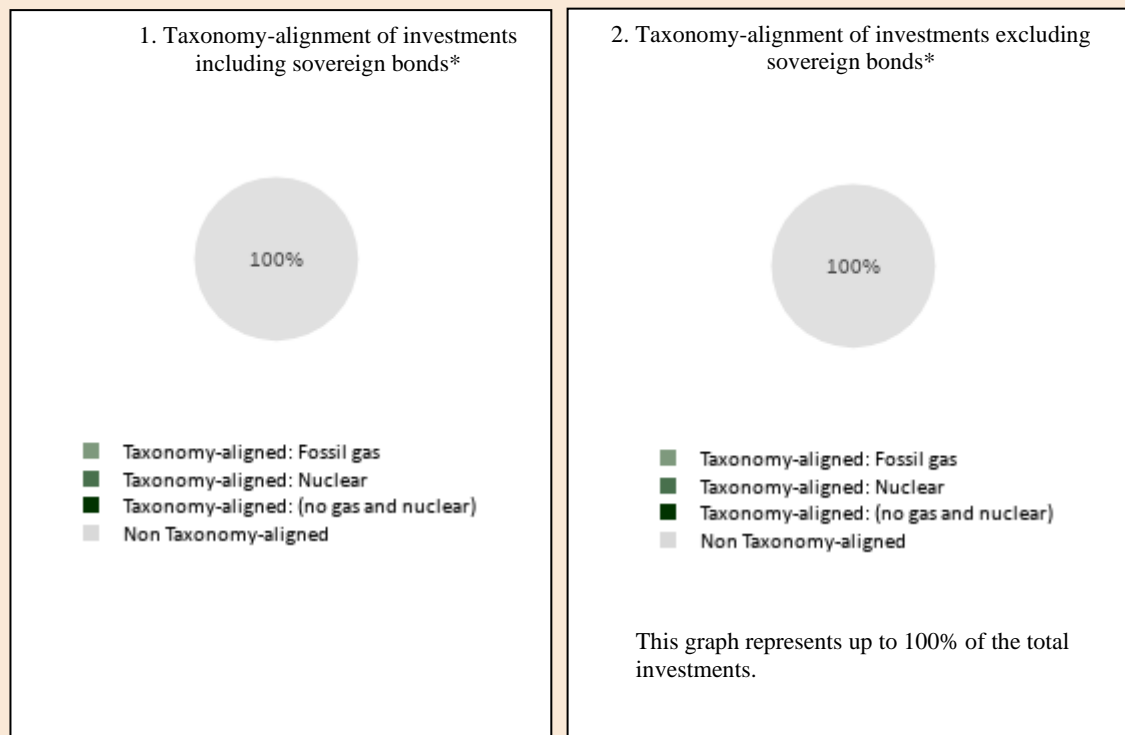 1. Taxonomy-alignment of investments
including sovereign bonds*
100%
Taxonomy-aligned: Fossil gas
Taxonomy-aligned: Nuclear
Taxonomy-aligned: (no gas and nuclear)
Non Taxonomy-aligned
2. Taxonomy-alignment of investments excluding
sovereign bonds*
100%
Taxonomy-aligned: Fossil gas
Taxonomy-aligned: Nuclear
Taxonomy-aligned: (no gas and nuclear)
Non Taxonomy-aligned
This graph represents up to 100% of the total
investments.